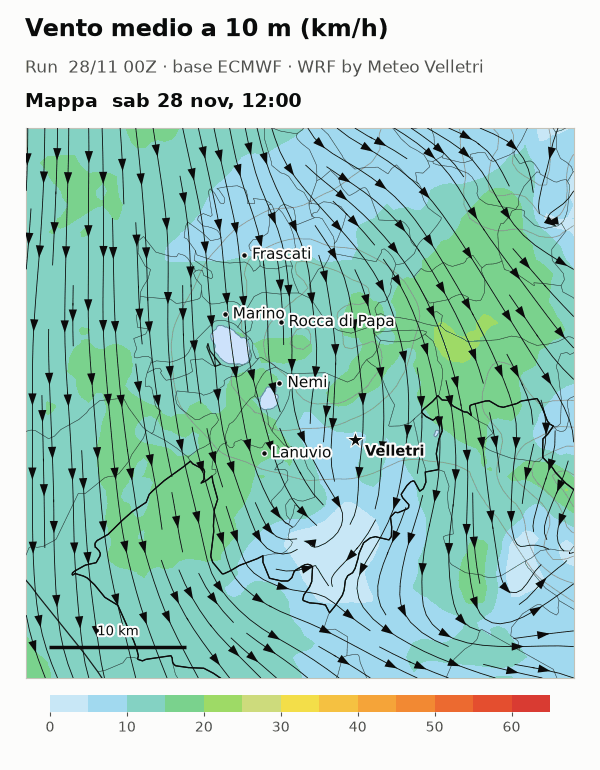 Vento medio a 10 m (km/h)
Run  28/11 00Z · base ECMWF · WRF by Meteo Velletri
Mappa  sab 28 nov, 12:00
Frascati
Marino
Rocca di Papa
Nemi
Velletri
Lanuvio
10 km
0 10 20 30 40 50 60